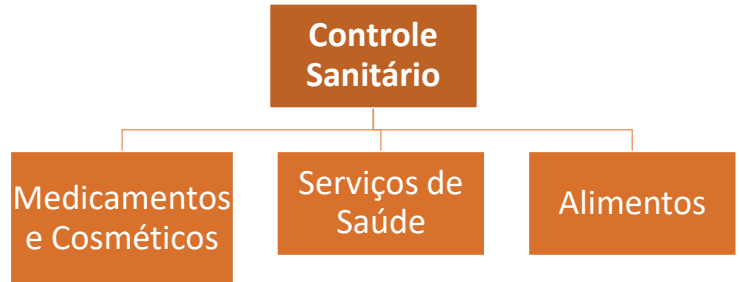 Controle
Sanitário
Medicamentos
e Cosméticos
Serviços de
Saúde
Alimentos